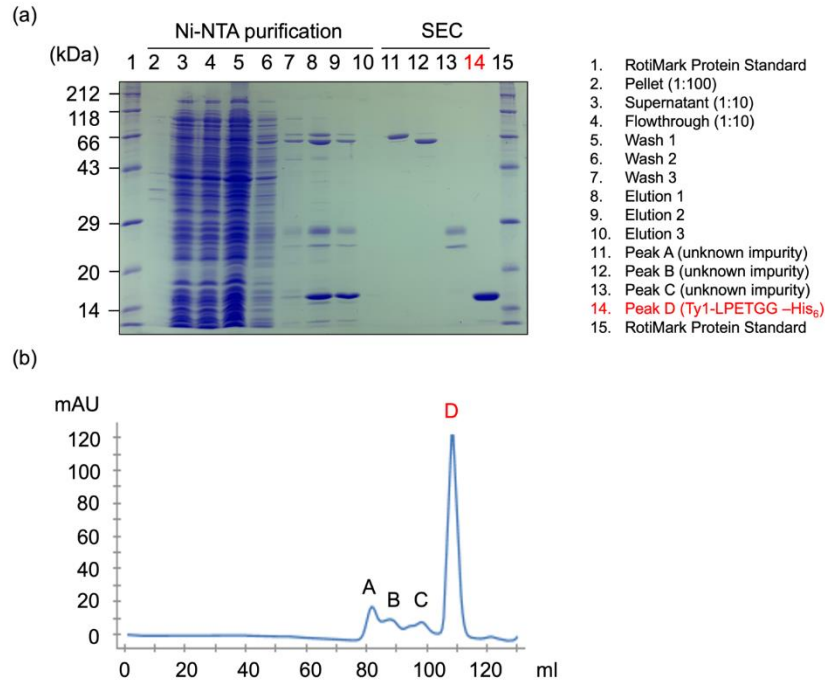 (a)
Ni-NTA purification SEC
(kDa) 1 2 3 4 5 6 7 8 9 10 11 12 13 14 15
212
118
66
43
29
20
14
1. RotiMark Protein Standard
2. Pellet (1:100)
3. Supernatant (1:10)
4. Flowthrough (1:10)
5. Wash 1
6. Wash 2
7. Wash 3
8. Elution 1
9. Elution 2
10. Elution 3
11. Peak A (unknown impurity)
12. Peak B (unknown impurity)
13. Peak C (unknown impurity)
14. Peak D (Ty1-LPETGG –His6)
15. RotiMark Protein Standard
(b)
mAU
120
100
80
60
40
20
0
A
B
C
D
0 20 40 60 80 100 120 ml